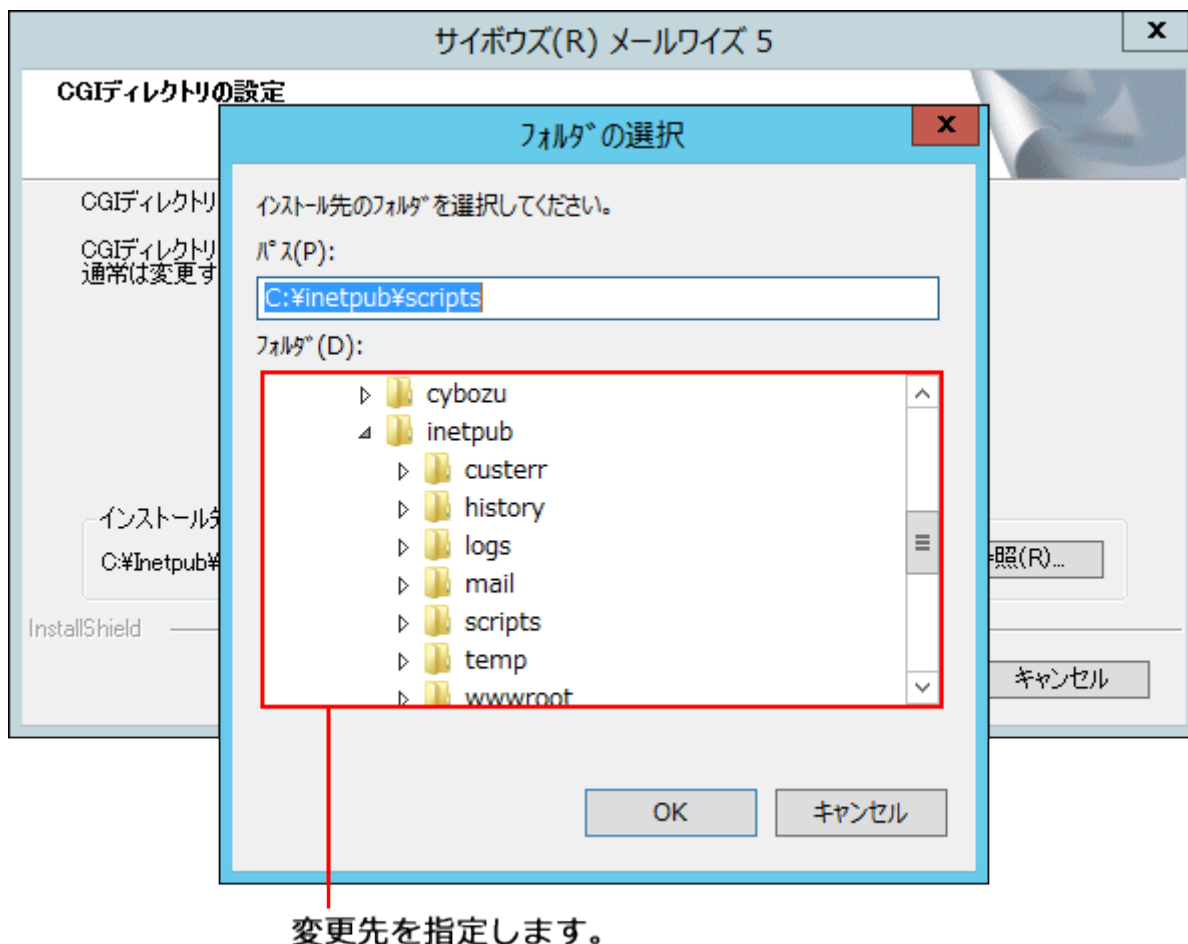 サイボウズ(R) メールワイズ 5
x
CGIディレクトリの設定
フォルダの選択
x
CGIディレクトリ
インストール先のフォルダを選択してください。
CGIディレクトリ
通常は変更す
パス(P):
C:¥inetpub¥scripts
フォルダ(D):
cybozu
inetpub
custerr
history
logs
mail
scripts
temp
wwwroot
インストール先
C:¥Inetpub¥
照(R)...
InstallShield
キャンセル
OK
キャンセル
変更先を指定します。